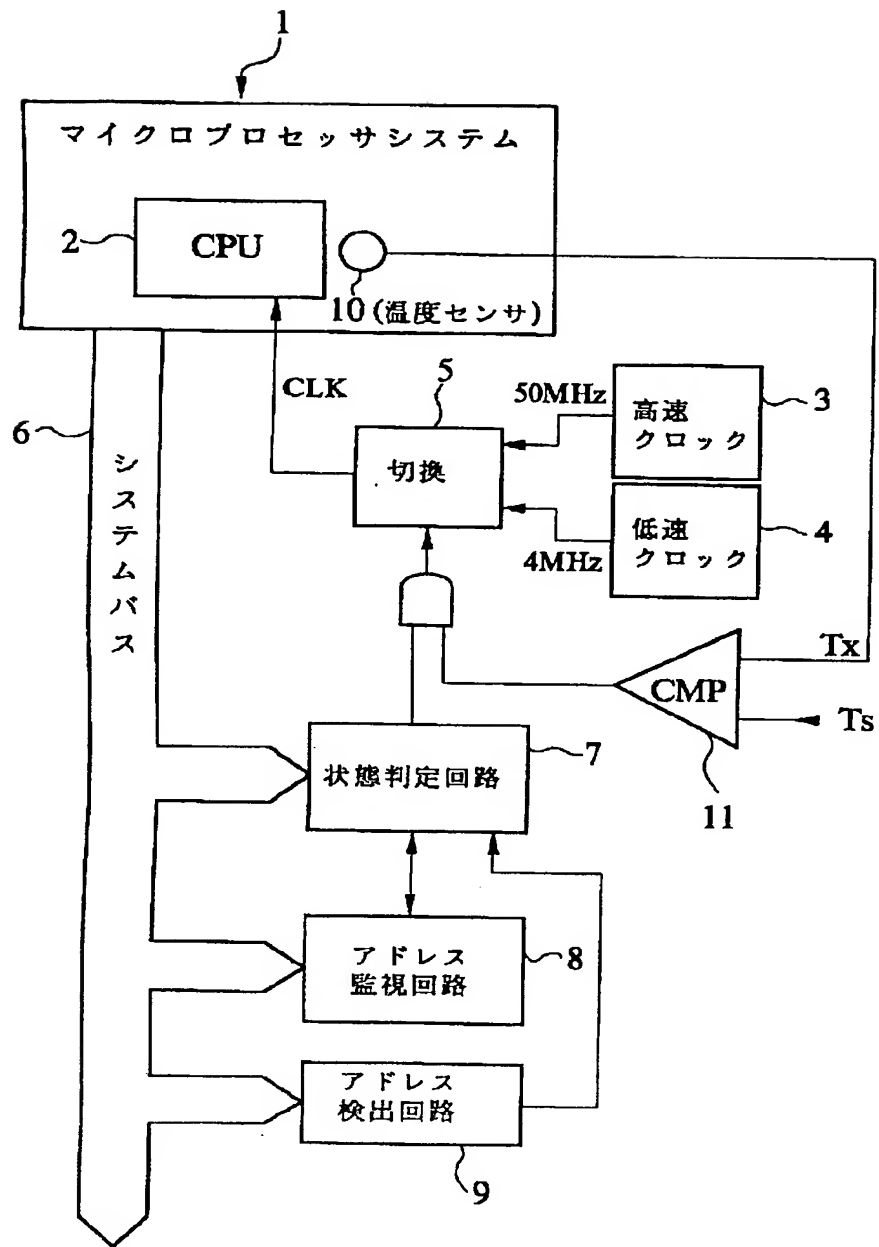 1
マイクロプロセッサシステム
2
CPU
10 (温度センサ)
CLK
5
50MHz
高速
クロック
3
6
切換
システムバス
4MHz
低速
クロック
4
Tx
CMP
Ts
11
状態判定回路
7
アドレス
監視回路
8
アドレス
検出回路
9